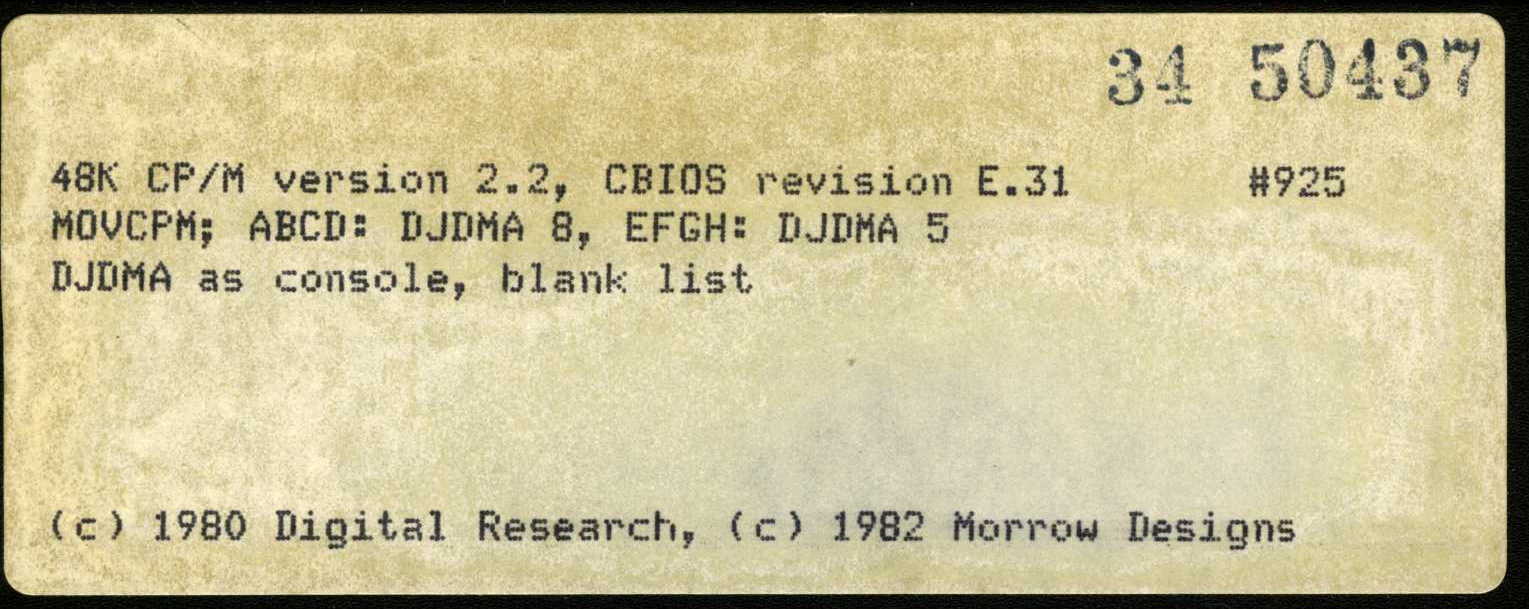 34 50437
48K CP/M version 2.2, CBIOS revision E.31 #925
MOVCPM; ABCD: DJDMA 8, EFGH: DJDMA 5
DJDMA as console, blank list
(c) 1980 Digital Research, (c) 1982 Morrow Designs